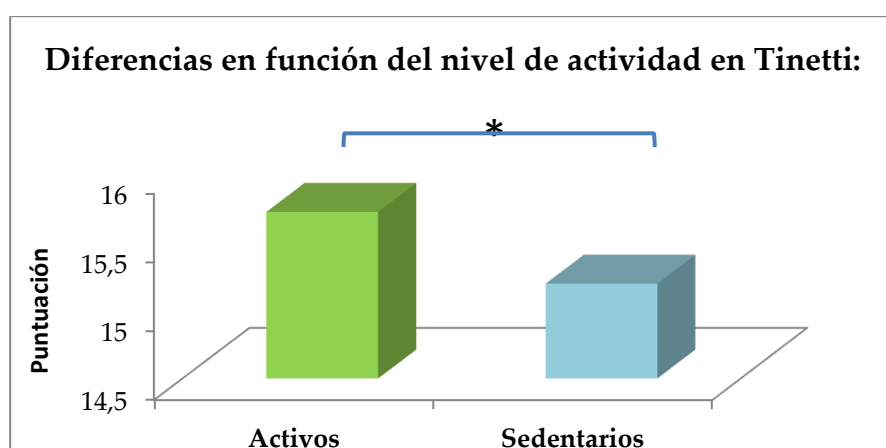 Diferencias en función del nivel de actividad en Tinetti:
*
16
15,5
15
14,5
Puntuación
Activos Sedentarios